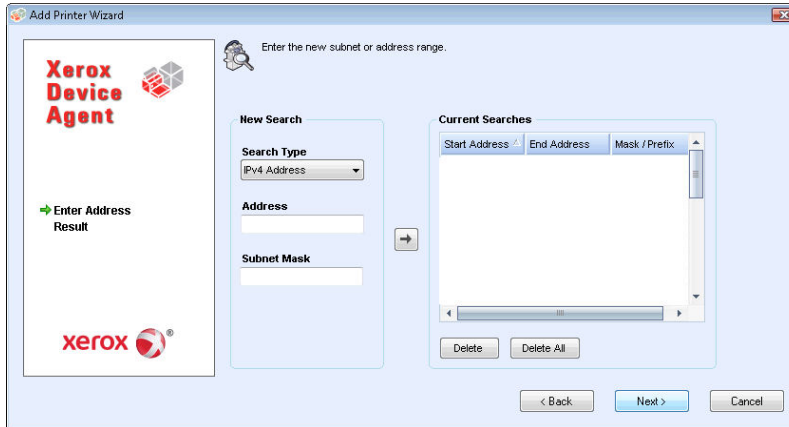 Add Printer Wizard
Enter the new subnet or address range.
Xerox
Device
Agent
Enter Address
Result
xerox ®
New Search
Search Type
IPv4 Address
Address
Subnet Mask
Current Searches
Start Address End Address Mask / Prefix
Delete Delete All
< Back Next > Cancel